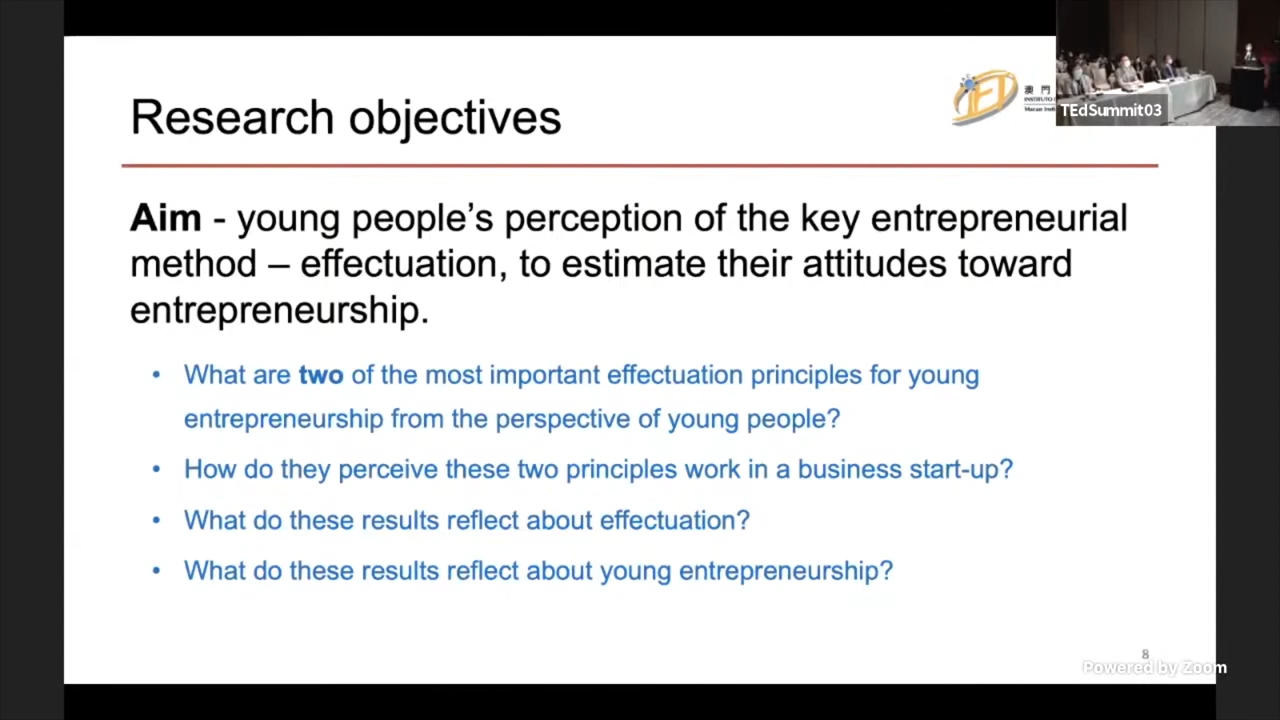 Research objectives
IET
澳 門
INSTITUTO
TEdSummit03
Aim - young people’s perception of the key entrepreneurial
method – effectuation, to estimate their attitudes toward
entrepreneurship.
• What are two of the most important effectuation principles for young
entrepreneurship from the perspective of young people?
• How do they perceive these two principles work in a business start-up?
• What do these results reflect about effectuation?
• What do these results reflect about young entrepreneurship?
8
Powered by Zoom